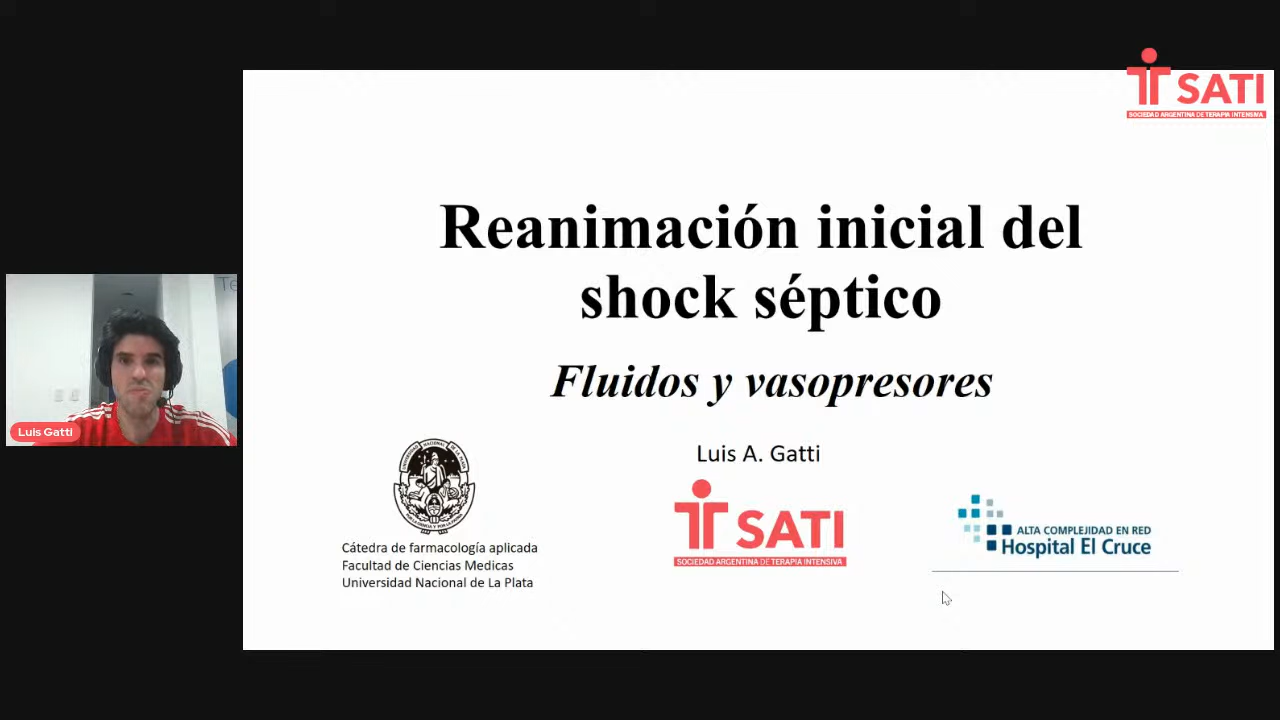 SATI
SOCIEDAD ARGENTINA DE TERAPIA INTENSIVA
Reanimación inicial del
shock séptico
Fluidos y vasopresores
Te
Luis Gatti
Luis A. Gatti
SATI
SOCIEDAD ARGENTINA DE TERAPIA INTENSIVA
ALTA COMPLEJIDAD EN RED
Hospital El Cruce
Cátedra de farmacología aplicada
Facultad de Ciencias Medicas
Universidad Nacional de La Plata